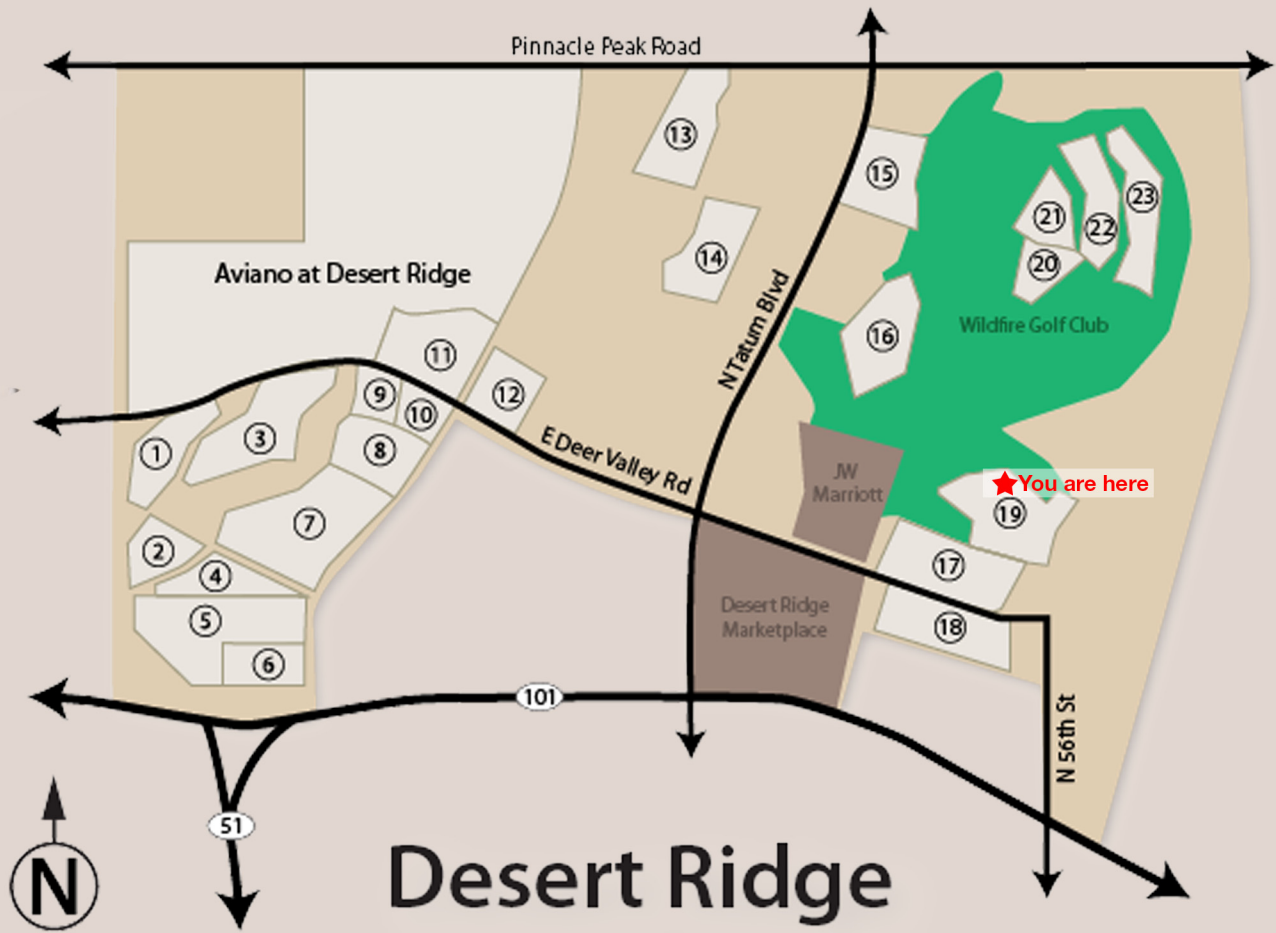 Pinnacle Peak Road
13
15
23
21
22
14
20
Aviano at Desert Ridge
N Tatum Blvd
Wildfire Golf Club
16
11
9
10
12
1
3
8
E Deer Valley Rd
JW
Marriott
You are here
19
7
2
4
17
5
Desert Ridge
Marketplace
18
6
101
N 56th St
51
N
Desert Ridge